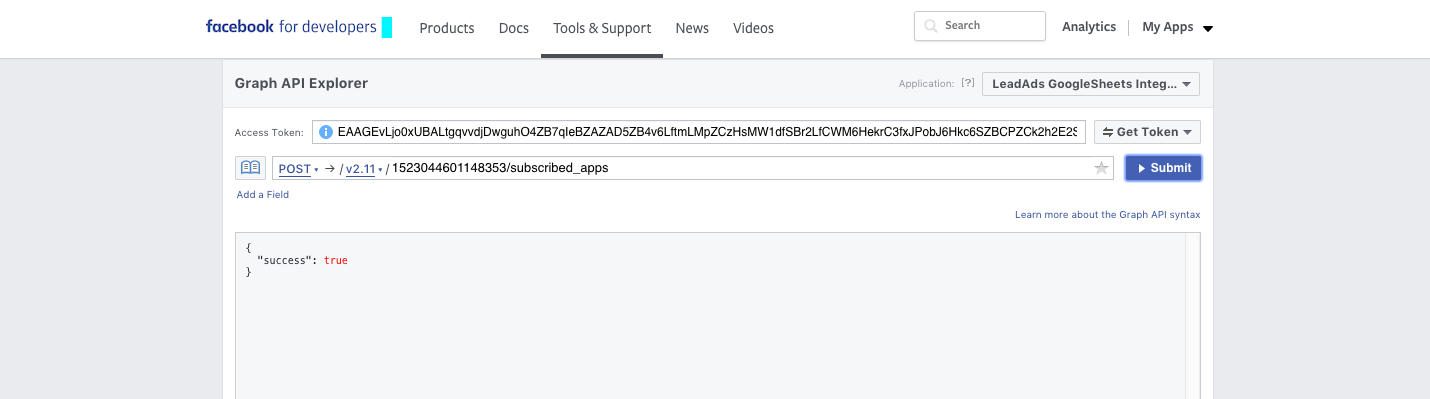 facebook for developers Products Docs Tools & Support News Videos Search Analytics My Apps
Graph API Explorer Application: [?] LeadAds GoogleSheets Integ...
Access Token: EAAGEvLjo0xUBALtgqvvdjDwguhO4ZB7qIeBZAZAD5ZB4v6LftmLMpZCzHsMW1dfSBr2LfCWM6HekrC3fxJPobJ6Hkc6SZBCPZCk2h2E2S Get Token
POST → / v2.11 / 1523044601148353/subscribed_apps Submit
Add a Field
Learn more about the Graph API syntax
{
"success": true
}